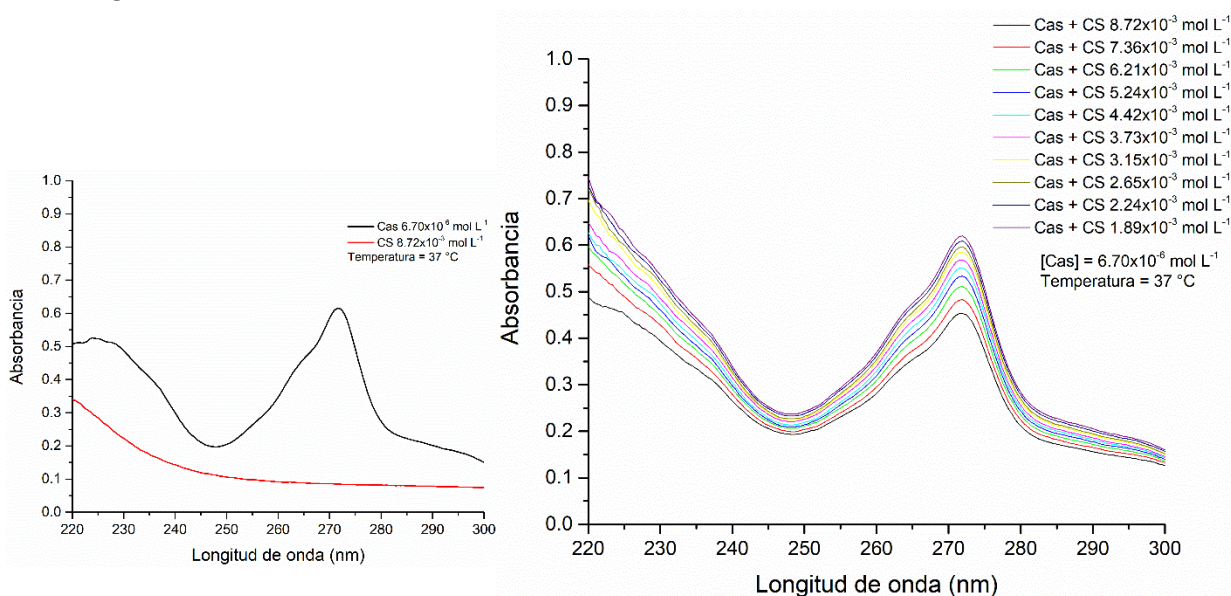 1.0
0.9
0.8
0.7
0.6
0.5
0.4
0.3
0.2
0.1
0.0
Absorbancia
220 230 240 250 260 270 280 290 300
Longitud de onda (nm)
Cas 6.70x10⁻⁶ mol L⁻¹
CS 8.72x10⁻³ mol L⁻¹
Temperatura = 37 °C
1.0
0.9
0.8
0.7
0.6
0.5
0.4
0.3
0.2
0.1
0.0
Absorbancia
220 230 240 250 260 270 280 290 300
Longitud de onda (nm)
Cas + CS 8.72x10⁻³ mol L⁻¹
Cas + CS 7.36x10⁻³ mol L⁻¹
Cas + CS 6.21x10⁻³ mol L⁻¹
Cas + CS 5.24x10⁻³ mol L⁻¹
Cas + CS 4.42x10⁻³ mol L⁻¹
Cas + CS 3.73x10⁻³ mol L⁻¹
Cas + CS 3.15x10⁻³ mol L⁻¹
Cas + CS 2.65x10⁻³ mol L⁻¹
Cas + CS 2.24x10⁻³ mol L⁻¹
Cas + CS 1.89x10⁻³ mol L⁻¹
[Cas] = 6.70x10⁻⁶ mol L⁻¹
Temperatura = 37 °C